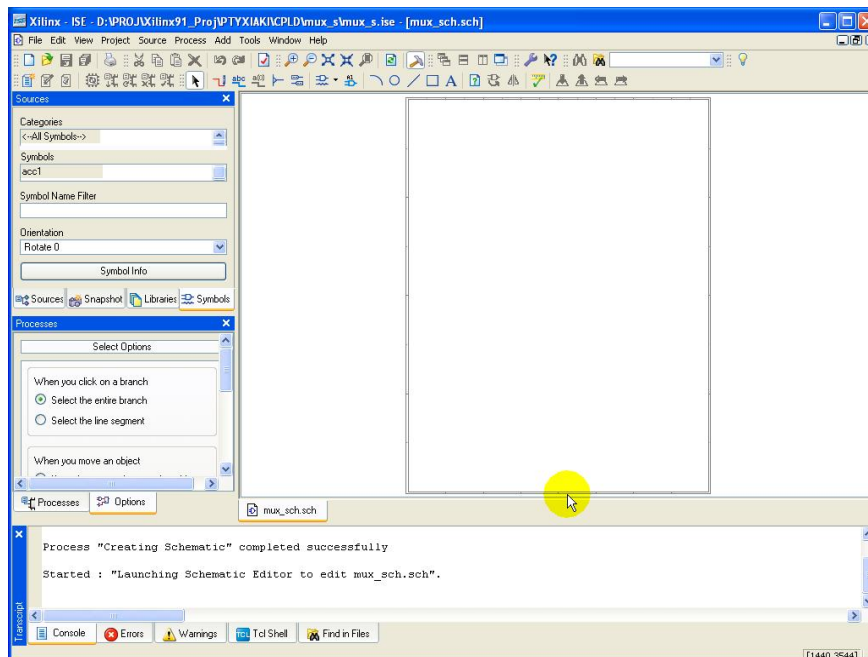 Xilinx - ISE - D:\PROJ\Xilinx91_Proj\PTYXIAKI\CPLD\mux_s\mux_s.ise - [mux_sch.sch]
File Edit View Project Source Process Add Tools Window Help
Sources
Categories
<--All Symbols-->
Symbols
acc1
Symbol Name Filter
Orientation
Rotate 0
Symbol Info
Sources Snapshot Libraries Symbols
Processes
Select Options
When you click on a branch
Select the entire branch
Select the line segment
When you move an object
Processes Options
mux_sch.sch
Process "Creating Schematic" completed successfully
Started : "Launching Schematic Editor to edit mux_sch.sch".
Transcript
Console Errors Warnings Tcl Shell Find in Files
[1440,3544]